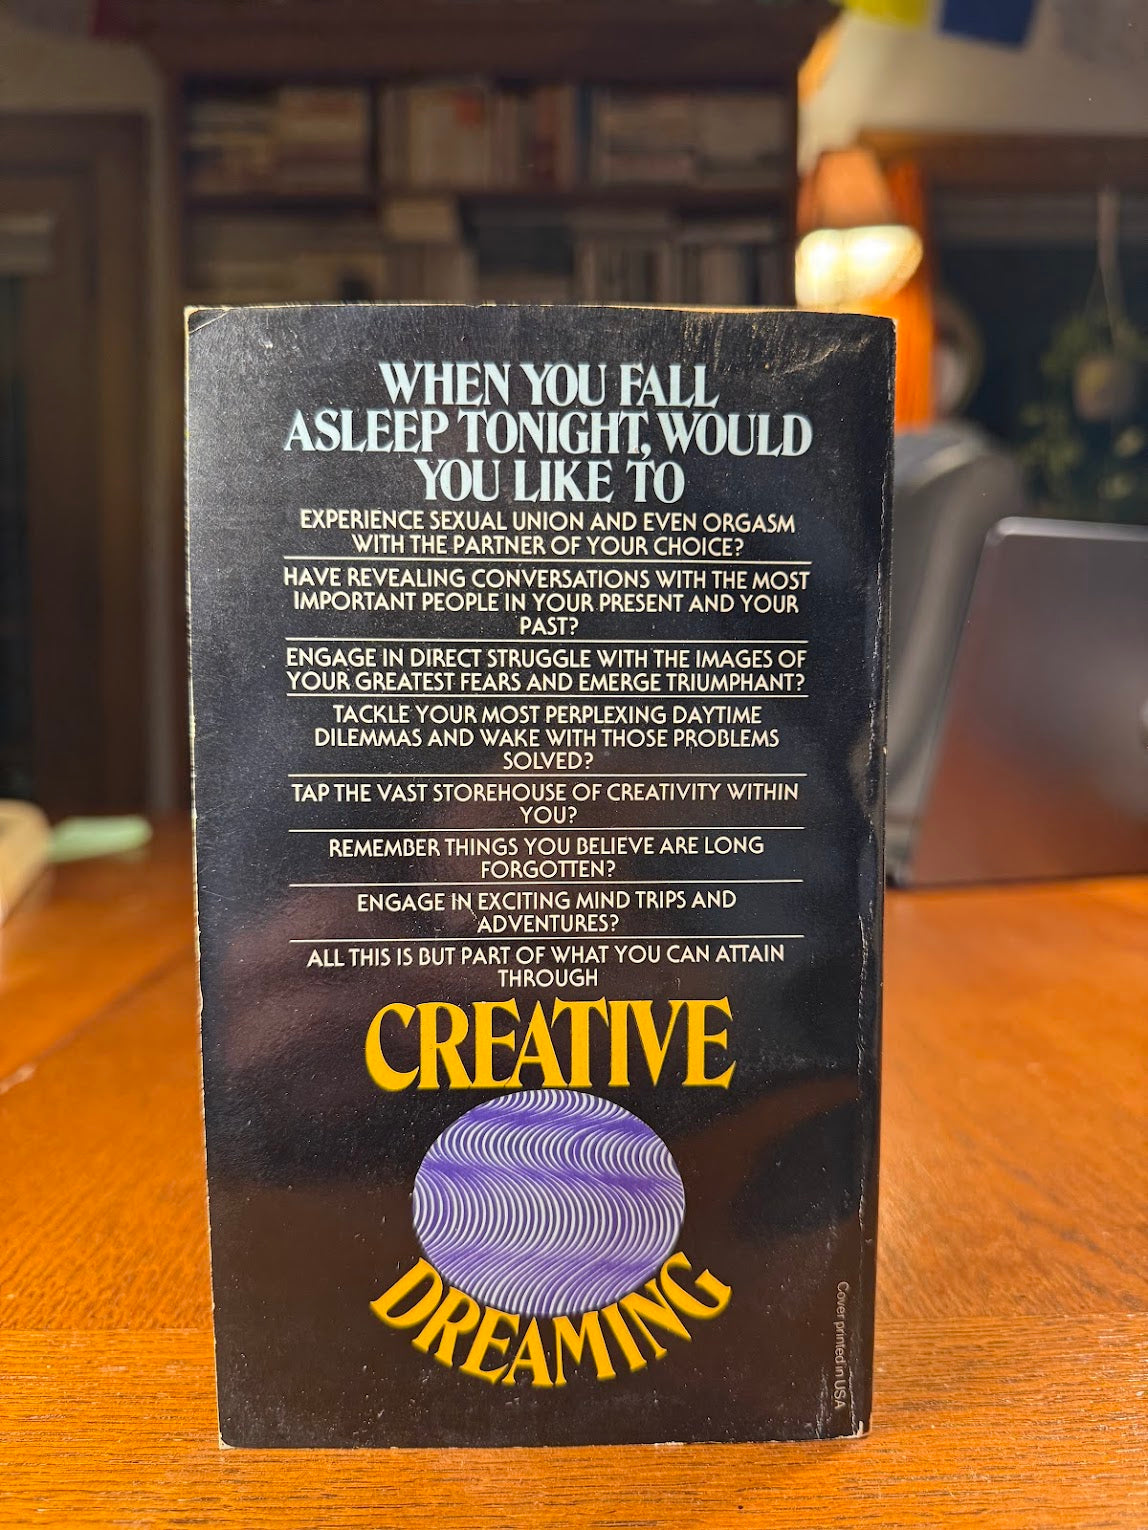 WHEN YOU FALL
ASLEEP TONIGHT, WOULD
YOU LIKE TO
EXPERIENCE SEXUAL UNION AND EVEN ORGASM
WITH THE PARTNER OF YOUR CHOICE?
HAVE REVEALING CONVERSATIONS WITH THE MOST
IMPORTANT PEOPLE IN YOUR PRESENT AND YOUR
PAST?
ENGAGE IN DIRECT STRUGGLE WITH THE IMAGES OF
YOUR GREATEST FEARS AND EMERGE TRIUMPHANT?
TACKLE YOUR MOST PERPLEXING DAYTIME
DILEMMAS AND WAKE WITH THOSE PROBLEMS
SOLVED?
TAP THE VAST STOREHOUSE OF CREATIVITY WITHIN
YOU?
REMEMBER THINGS YOU BELIEVE ARE LONG
FORGOTTEN?
ENGAGE IN EXCITING MIND TRIPS AND
ADVENTURES?
ALL THIS IS BUT PART OF WHAT YOU CAN ATTAIN
THROUGH
CREATIVE
DREAMING
Cover printed in USA